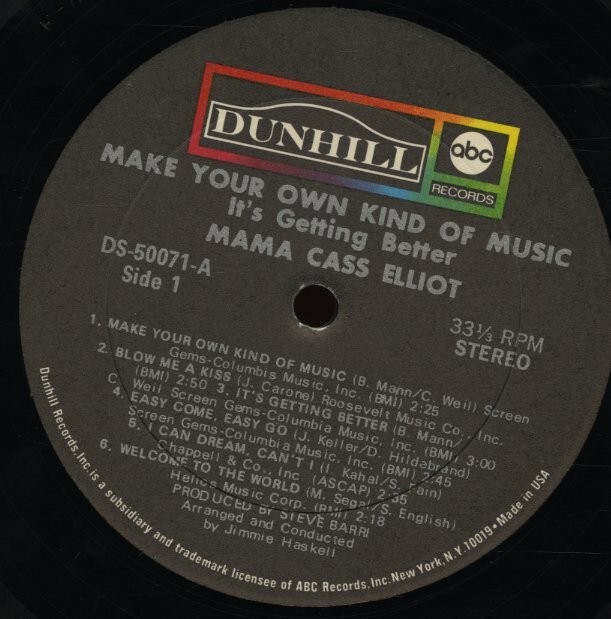 DUNHILL
abc
RECORDS
MAKE YOUR OWN KIND OF MUSIC
It's Getting Better
MAMA CASS ELLIOT
DS-50071-A
Side 1
33⅓ RPM
STEREO
1. MAKE YOUR OWN KIND OF MUSIC (B. Mann/C. Weil) Screen
Gems-Columbis Music, Inc. (BMI) 2:25
2. BLOW ME A KISS (J. Carone) Roosevelt Music Co., Inc.
(BMI) 2:50 3. IT'S GETTING BETTER (B. Mann/
C. Weil Screen Gems-Columbia Music, Inc. (BMI) 3:00
4. EASY COME, EASY GO (J. Keller/D. Hildebrand)
Screen Gems-Columbia Music, Inc. (BMI) 2:45
5. I CAN DREAM, CAN'T I (I. Kahal/S. Fain)
Chappell & Co., Inc (ASCAP) 2:35
6. WELCOME TO THE WORLD (M. Segal/S. English)
Helios Music Corp. (BMI) 2:18
PRODUCED BY STEVE BARRI
Arranged and Conducted
by Jimmie Haskell
Dunhill Records, Inc. is a subsidiary and trademark licensee of ABC Records, Inc. New York, N.Y. 10019 • Made in USA